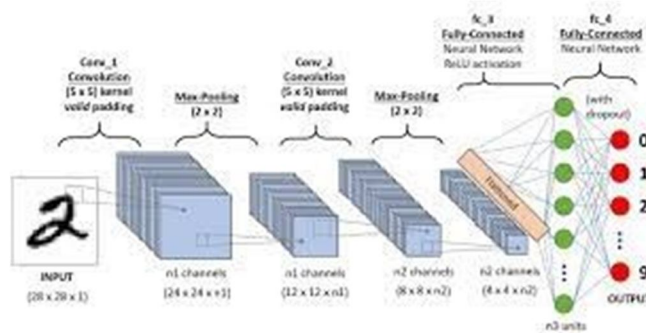 fc_3
Fully-Connected
Neural Network
ReLU activation
fc_4
Fully-Connected
Neural Network
Conv_1
Convolution
(5 x 5) kernel
valid padding
Max-Pooling
(2 x 2)
Conv_2
Convolution
(5 x 5) kernel
valid padding
Max-Pooling
(2 x 2)
(with
dropout)
Flattened
2
0
1
2
9
INPUT
(28 x 28 x 1)
n1 channels
(24 x 24 x n1)
n1 channels
(12 x 12 x n1)
n2 channels
(8 x 8 x n2)
n2 channels
(4 x 4 x n2)
n3 units
OUTPUT